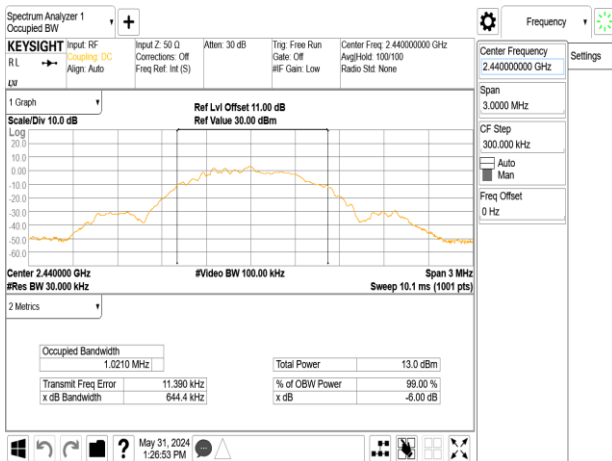 Spectrum Analyzer 1
Occupied BW
Frequency
KEYSIGHT
RL
LXI
Input: RF
Coupling: DC
Align: Auto
Input Z: 50 Ω
Corrections: Off
Freq Ref: Int (S)
Atten: 30 dB
Trig: Free Run
Gate: Off
#IF Gain: Low
Center Freq: 2.440000000 GHz
Avg|Hold: 100/100
Radio Std: None
Center Frequency
2.440000000 GHz
Settings
Span
3.0000 MHz
CF Step
300.000 kHz
Auto
Man
Freq Offset
0 Hz
1 Graph
Scale/Div 10.0 dB
Ref Lvl Offset 11.00 dB
Ref Value 30.00 dBm
Log
20.0
10.0
0.00
-10.0
-20.0
-30.0
-40.0
-50.0
-60.0
Center 2.440000 GHz
#Res BW 30.000 kHz
#Video BW 100.00 kHz
Span 3 MHz
Sweep 10.1 ms (1001 pts)
2 Metrics
Occupied Bandwidth
1.0210 MHz
Total Power 13.0 dBm
Transmit Freq Error 11.390 kHz
% of OBW Power 99.00 %
x dB Bandwidth 644.4 kHz
x dB -6.00 dB
May 31, 2024
1:26:53 PM